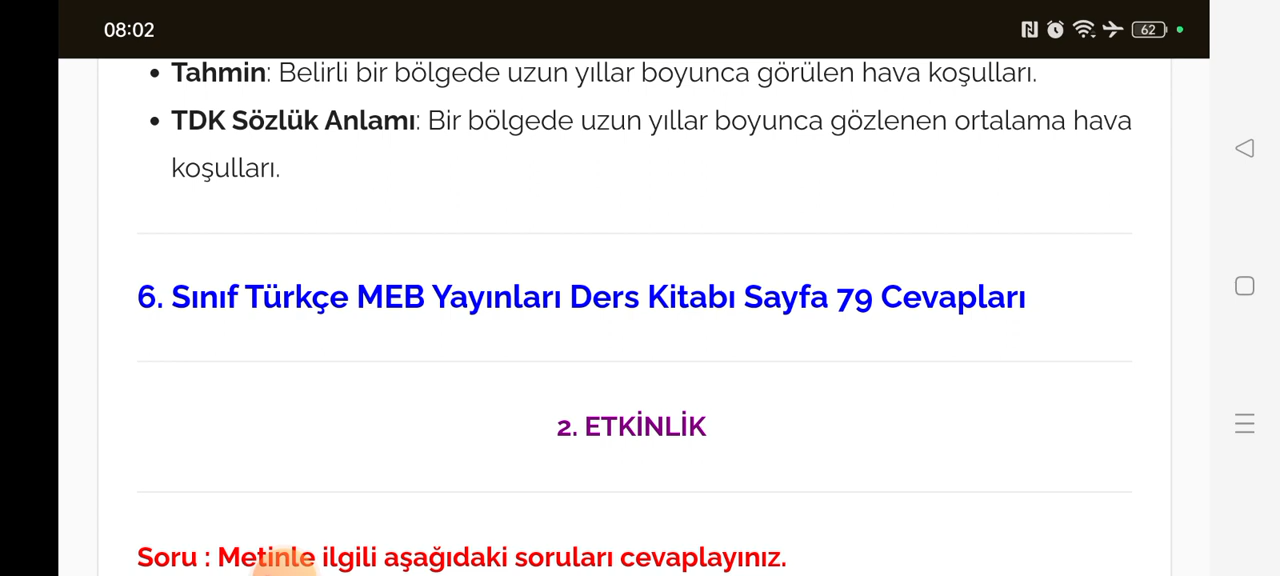 08:02
62
Tahmin: Belirli bir bölgede uzun yıllar boyunca görülen hava koşulları.
TDK Sözlük Anlamı: Bir bölgede uzun yıllar boyunca gözlenen ortalama hava
koşulları.
6. Sınıf Türkçe MEB Yayınları Ders Kitabı Sayfa 79 Cevapları
2. ETKİNLİK
Soru : Metinle ilgili aşağıdaki soruları cevaplayınız.